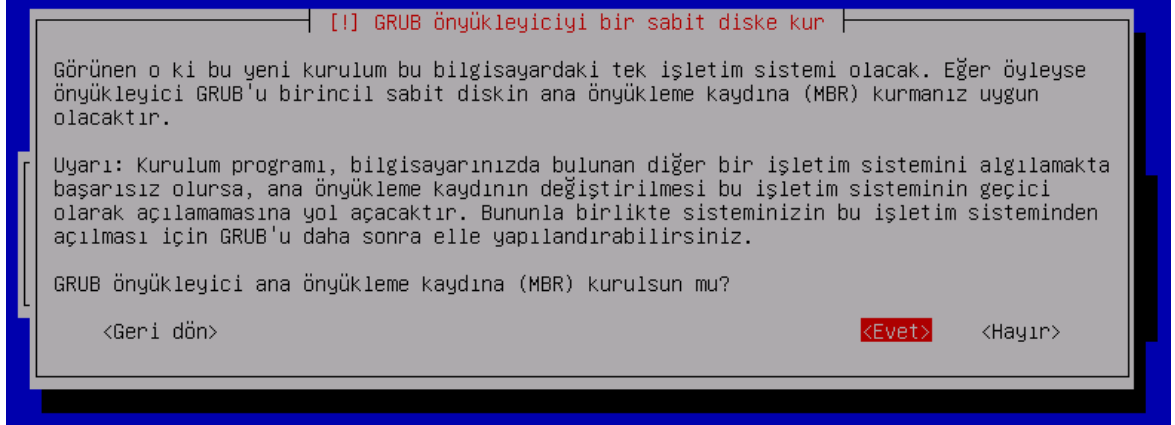 [!] GRUB önyükleyiciyi bir sabit diske kur
Görünen o ki bu yeni kurulum bu bilgisayardaki tek işletim sistemi olacak. Eğer öyleyse
önyükleyici GRUB'u birincil sabit diskin ana önyükleme kaydına (MBR) kurmanız uygun
olacaktır.
Uyarı: Kurulum programı, bilgisayarınızda bulunan diğer bir işletim sistemini algılamakta
başarısız olursa, ana önyükleme kaydının değiştirilmesi bu işletim sisteminin geçici
olarak açılamamasına yol açacaktır. Bununla birlikte sisteminizin bu işletim sisteminden
açılması için GRUB'u daha sonra elle yapılandırabilirsiniz.
GRUB önyükleyici ana önyükleme kaydına (MBR) kurulsun mu?
<Geri dön> <Evet> <Hayır>